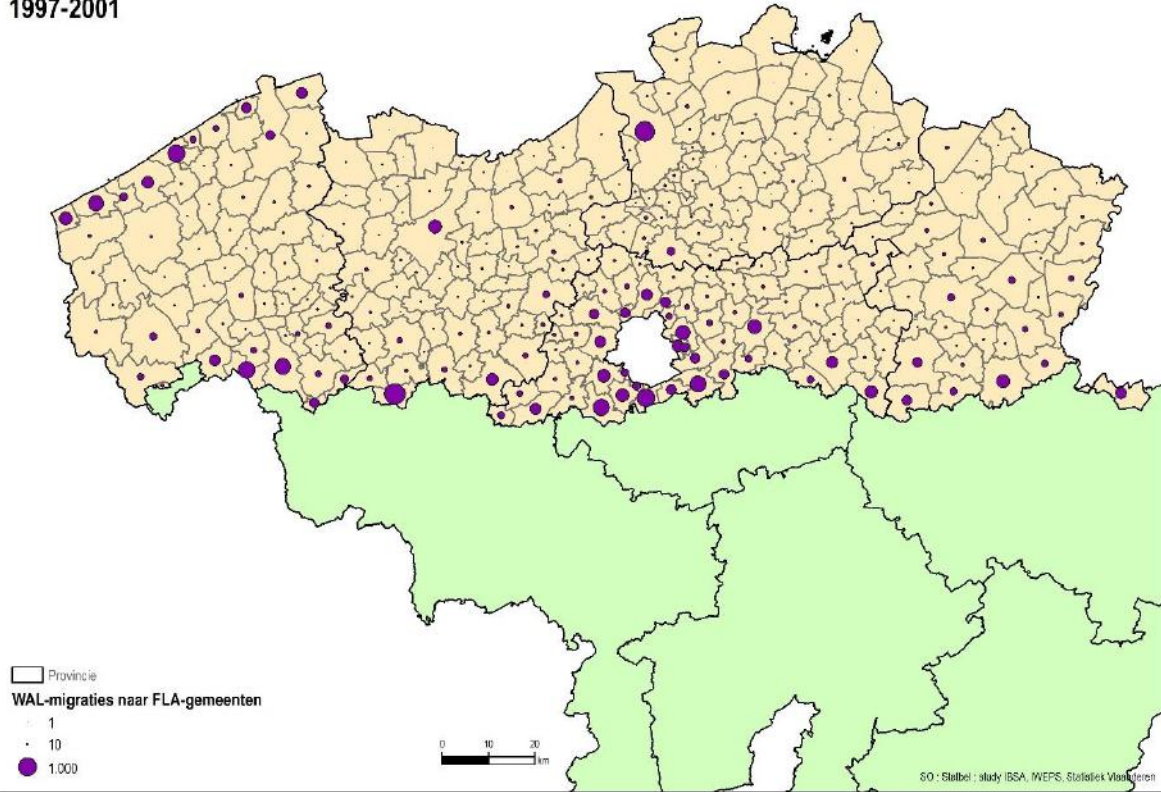 1997-2001
Provincie
WAL-migraties naar FLA-gemeenten
1
10
1.000
0 10 20
km
SO : Statbel ; study IBSA, IWEPS, Statistiek Vlaanderen